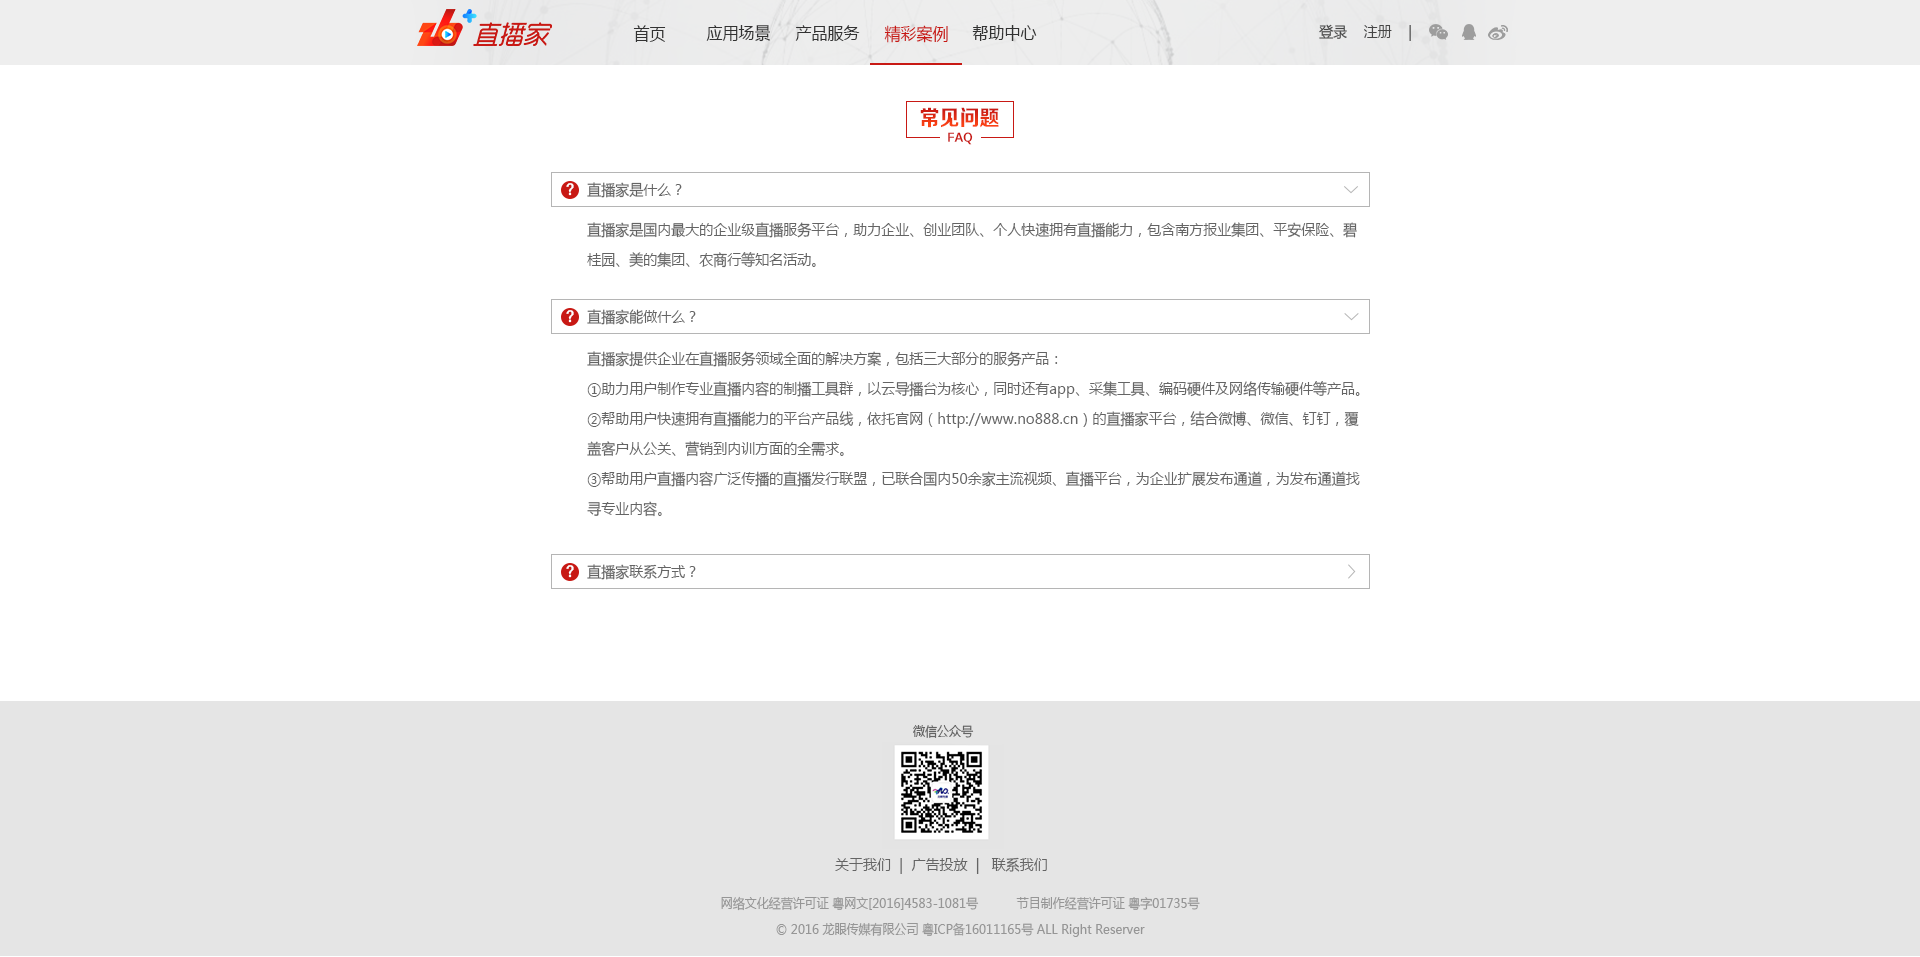 直播家
首页 应用场景 产品服务 精彩案例 帮助中心
登录 注册 |
常见问题
FAQ
直播家是什么？
直播家是国内最大的企业级直播服务平台，助力企业、创业团队、个人快速拥有直播能力，包含南方报业集团、平安保险、碧
桂园、美的集团、农商行等知名活动。
直播家能做什么？
直播家提供企业在直播服务领域全面的解决方案，包括三大部分的服务产品：
①助力用户制作专业直播内容的制播工具群，以云导播台为核心，同时还有app、采集工具、编码硬件及网络传输硬件等产品。
②帮助用户快速拥有直播能力的平台产品线，依托官网（http://www.no888.cn）的直播家平台，结合微博、微信、钉钉，覆
盖客户从公关、营销到内训方面的全需求。
③帮助用户直播内容广泛传播的直播发行联盟，已联合国内50余家主流视频、直播平台，为企业扩展发布通道，为发布通道找
寻专业内容。
直播家联系方式？
微信公众号
关于我们 | 广告投放 | 联系我们
网络文化经营许可证 粤网文[2016]4583-1081号 节目制作经营许可证 粤字01735号
© 2016 龙眼传媒有限公司 粤ICP备16011165号 ALL Right Reserver